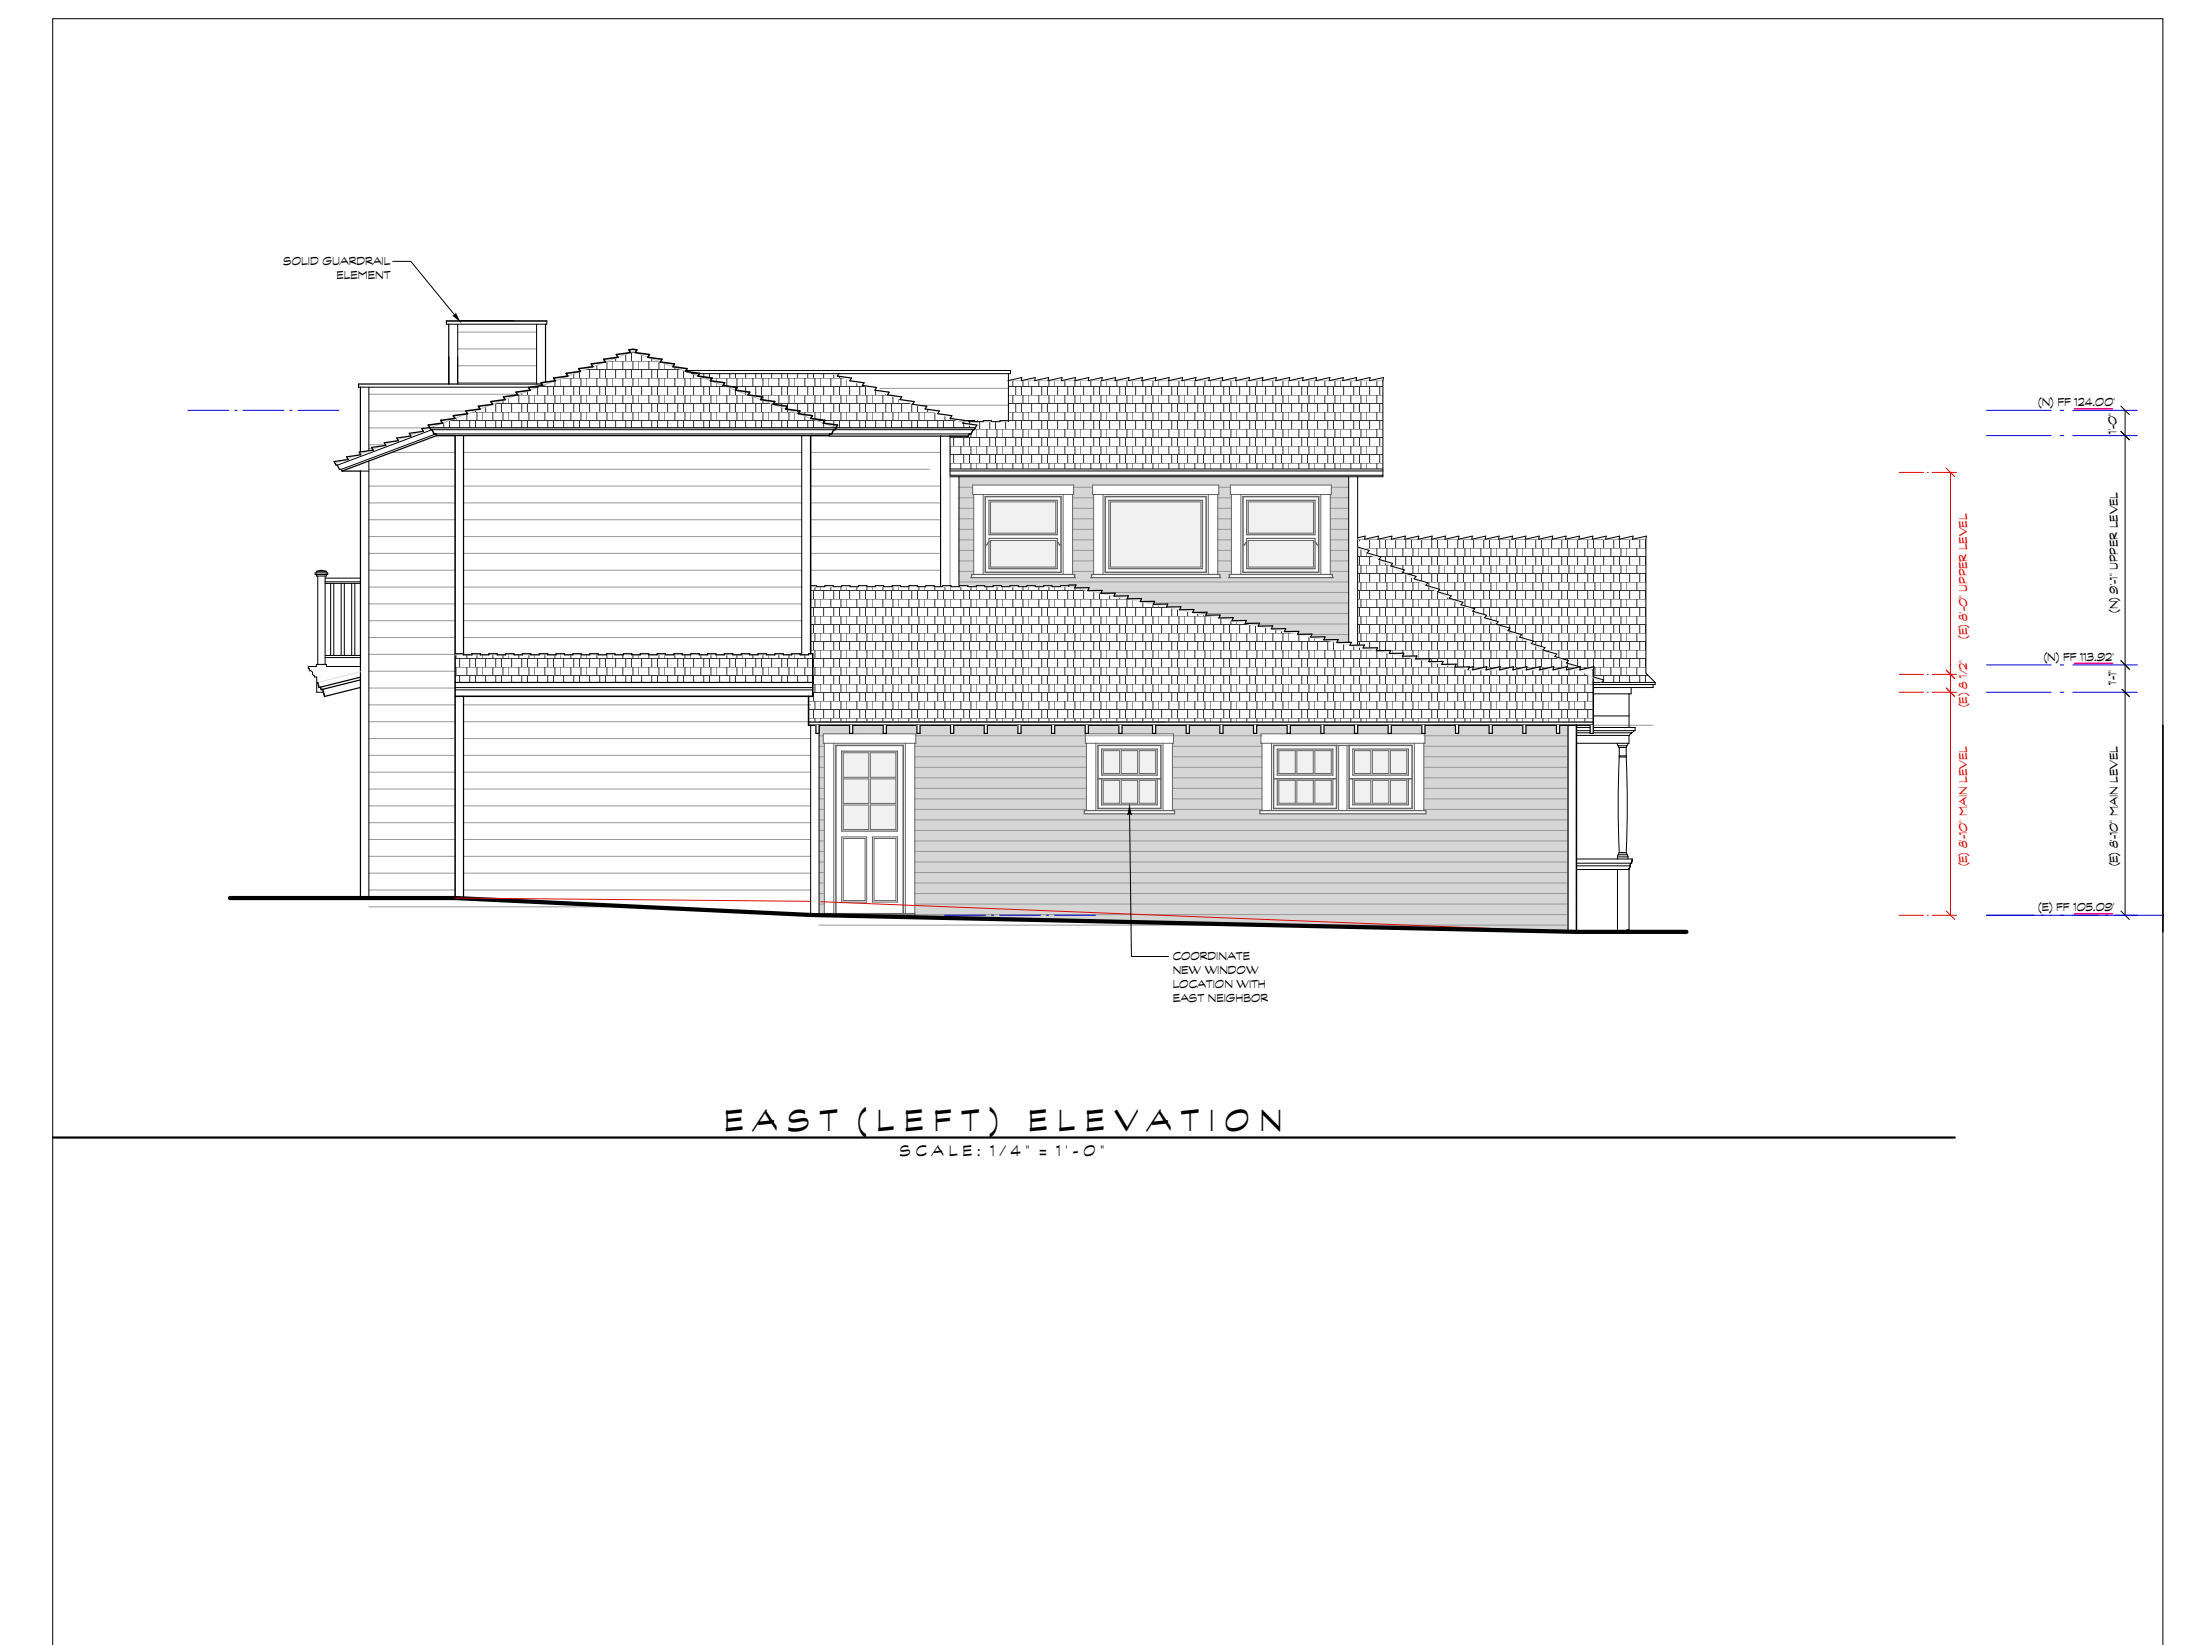 SOLID GUARDRAIL
ELEMENT
(N) FF 124.00'
1'-0"
(N) 9'-1" UPPER LEVEL
(E) 8'-0" UPPER LEVEL
(N) FF 113.92'
1'-1"
(E) 8 1/2"
(E) 8'-10" MAIN LEVEL
(E) 8'-10" MAIN LEVEL
(E) FF 105.09'
COORDINATE
NEW WINDOW
LOCATION WITH
EAST NEIGHBOR
EAST (LEFT) ELEVATION
SCALE: 1/4" = 1'-0"